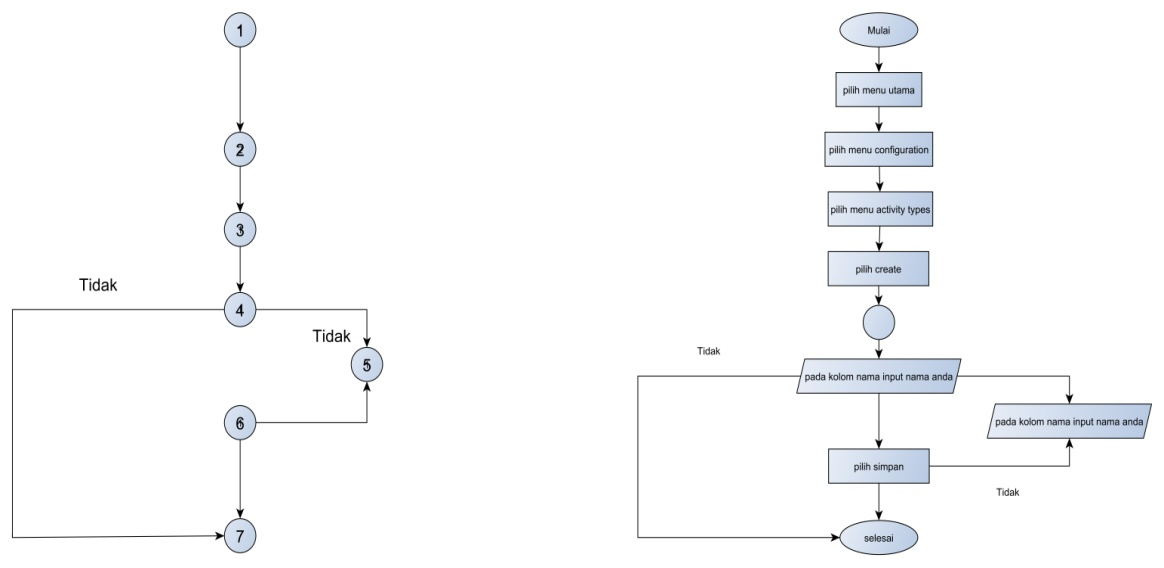 1
2
3
Tidak
4
Tidak
5
6
7
Mulai
pilih menu utama
pilih menu configuration
pilih menu activity types
pilih create
Tidak
pada kolom nama input nama anda
pada kolom nama input nama anda
pilih simpan
Tidak
selesai